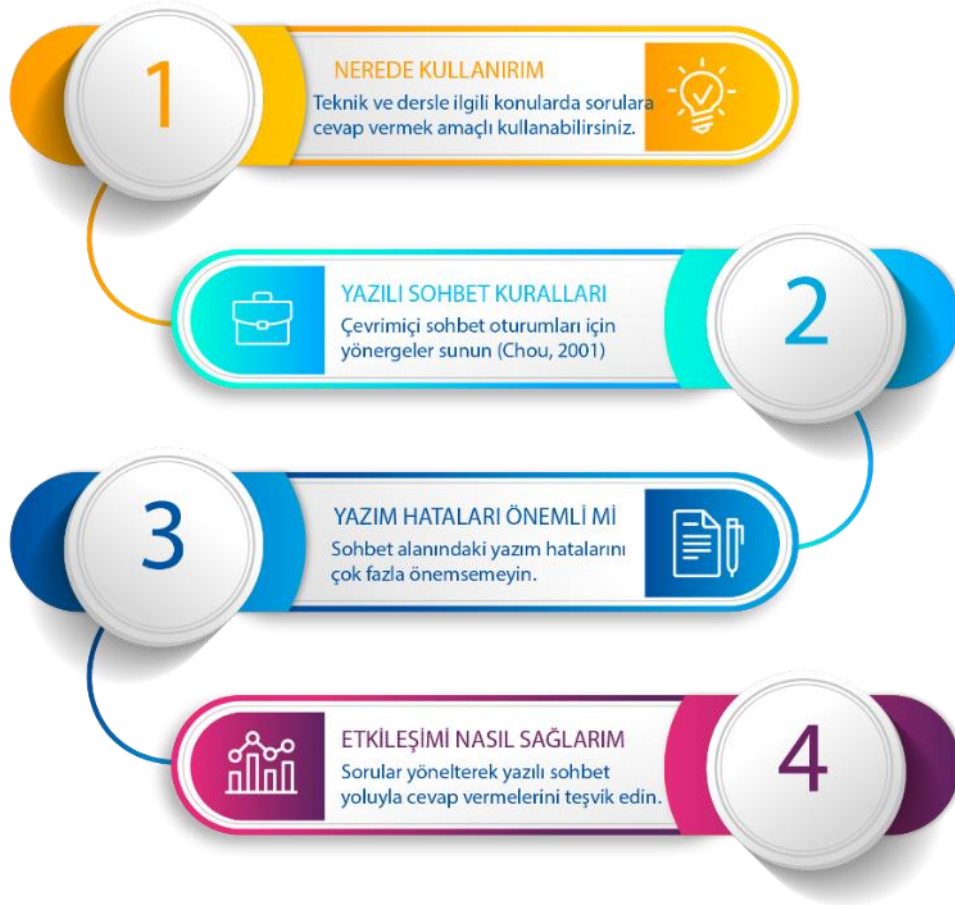 1
NEREDE KULLANIRIM
Teknik ve dersle ilgili konularda sorulara
cevap vermek amaçlı kullanabilirsiniz.
2
YAZILI SOHBET KURALLARI
Çevrimiçi sohbet oturumları için
yönergeler sunun (Chou, 2001)
3
YAZIM HATALARI ÖNEMLİ Mİ
Sohbet alanındaki yazım hatalarını
çok fazla önemsemeyin.
4
ETKİLEŞİMİ NASIL SAĞLARIM
Sorular yönelterek yazılı sohbet
yoluyla cevap vermelerini teşvik edin.